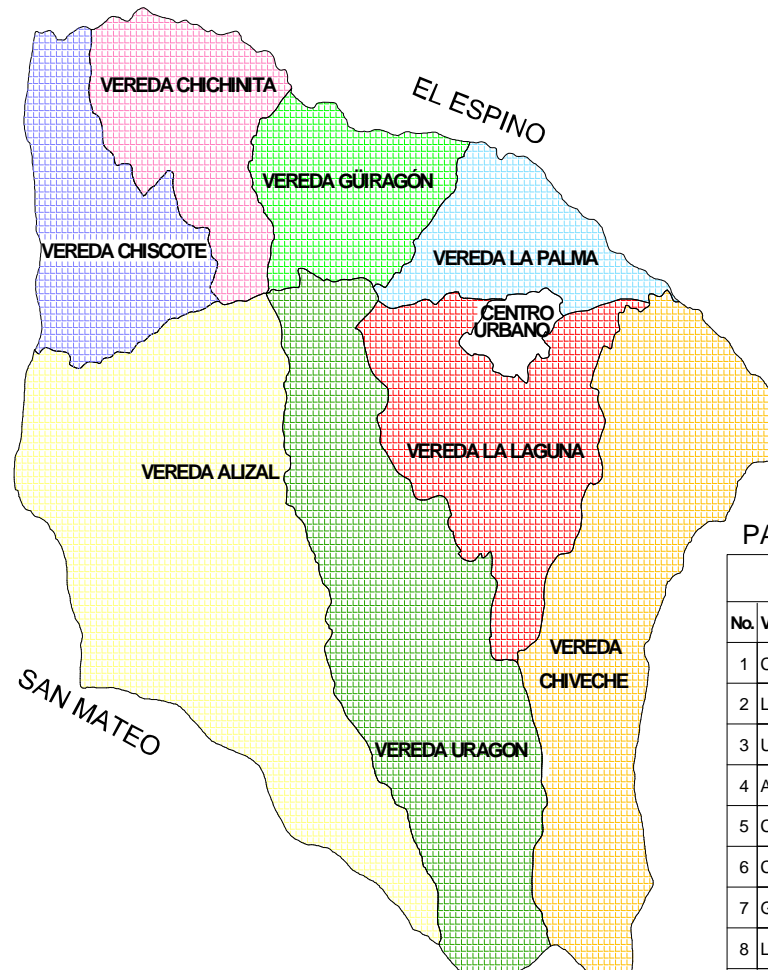 VEREDA CHICHINITA
EL ESPINO
VEREDA GÜIRAGÓN
VEREDA CHISCOTE
VEREDA LA PALMA
CENTRO
URBANO
VEREDA LA LAGUNA
VEREDA ALIZAL
PA
No. V
1 C
VEREDA
CHIVECHE
2 L
SAN MATEO
3 U
VEREDA URAGON
4 A
5 C
6 C
7 G
8 L